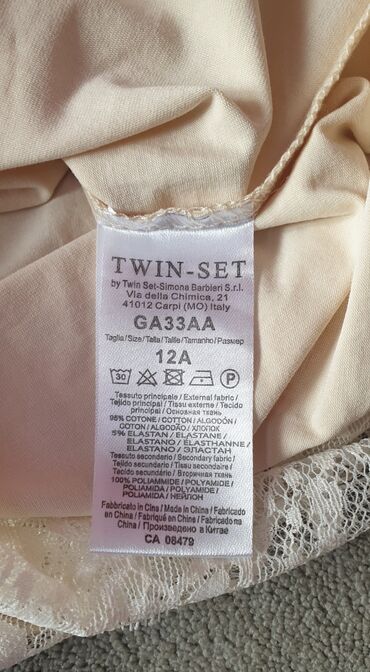 TWIN-SET
by Twin Set-Simona Barbieri S.r.l.
Via della Chimica, 21
41012 Carpi (MO) Italy
GA33AA
Taglia/Size/Talla/Taille/Tamanho/Размер
12A
30 P
Tessuto principale / External fabric /
Tejido principal / Tissu externe / Tecido
principal / Основная ткань
95% COTONE / COTTON / ALGODÓN /
COTON / ALGODÃO / ХЛОПОК
5% ELASTAN / ELASTANE /
ELASTANO / ÉLASTHANNE /
ELASTANO / ЭЛАСТАН
Tessuto secondario / Secondary fabric /
Tejido secundario / Tissu secondaire /
Tecido secundário / Вторичная ткань
100% POLIAMMIDE / POLYAMIDE /
POLIAMIDA / POLYAMIDE /
POLIAMIDA / НЕЙЛОН
Fabbricato in Cina / Made in China / Fabricado
en China / Fabriqué en China / Fabricado na
China / Произведено в Китае
CA 08479